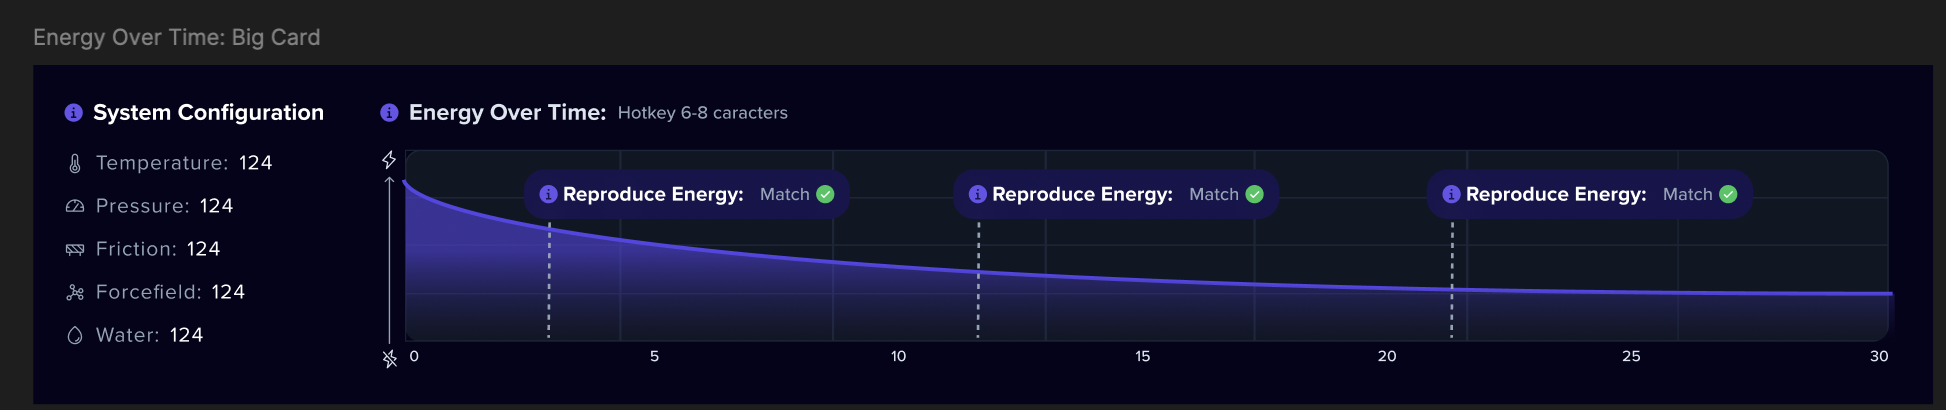 Energy Over Time: Big Card
System Configuration
Temperature: 124
Pressure: 124
Friction: 124
Forcefield: 124
Water: 124
Energy Over Time: Hotkey 6-8 caracters
Reproduce Energy: Match
Reproduce Energy: Match
Reproduce Energy: Match
0 5 10 15 20 25 30